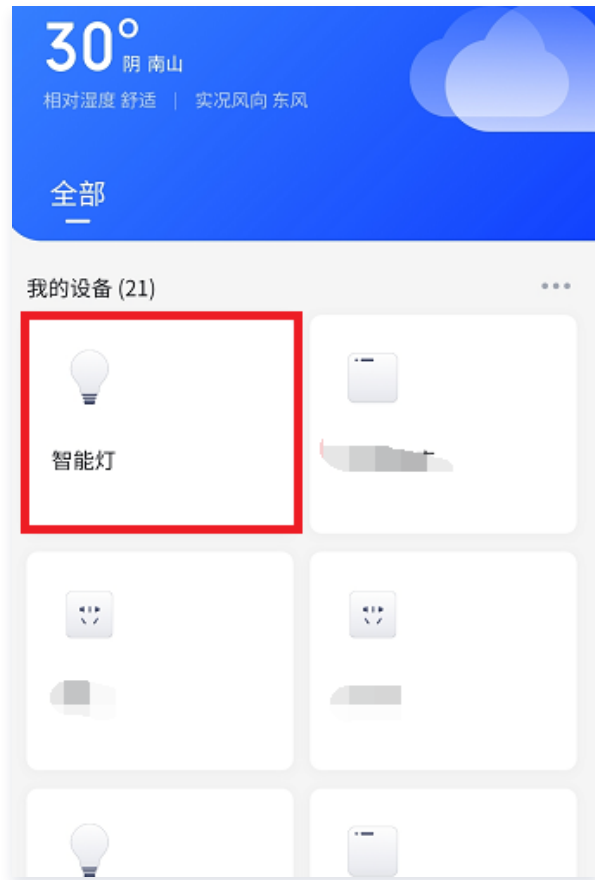 30°
阴 南山
相对湿度 舒适 | 实况风向 东风
全部
我的设备 (21)
智能灯